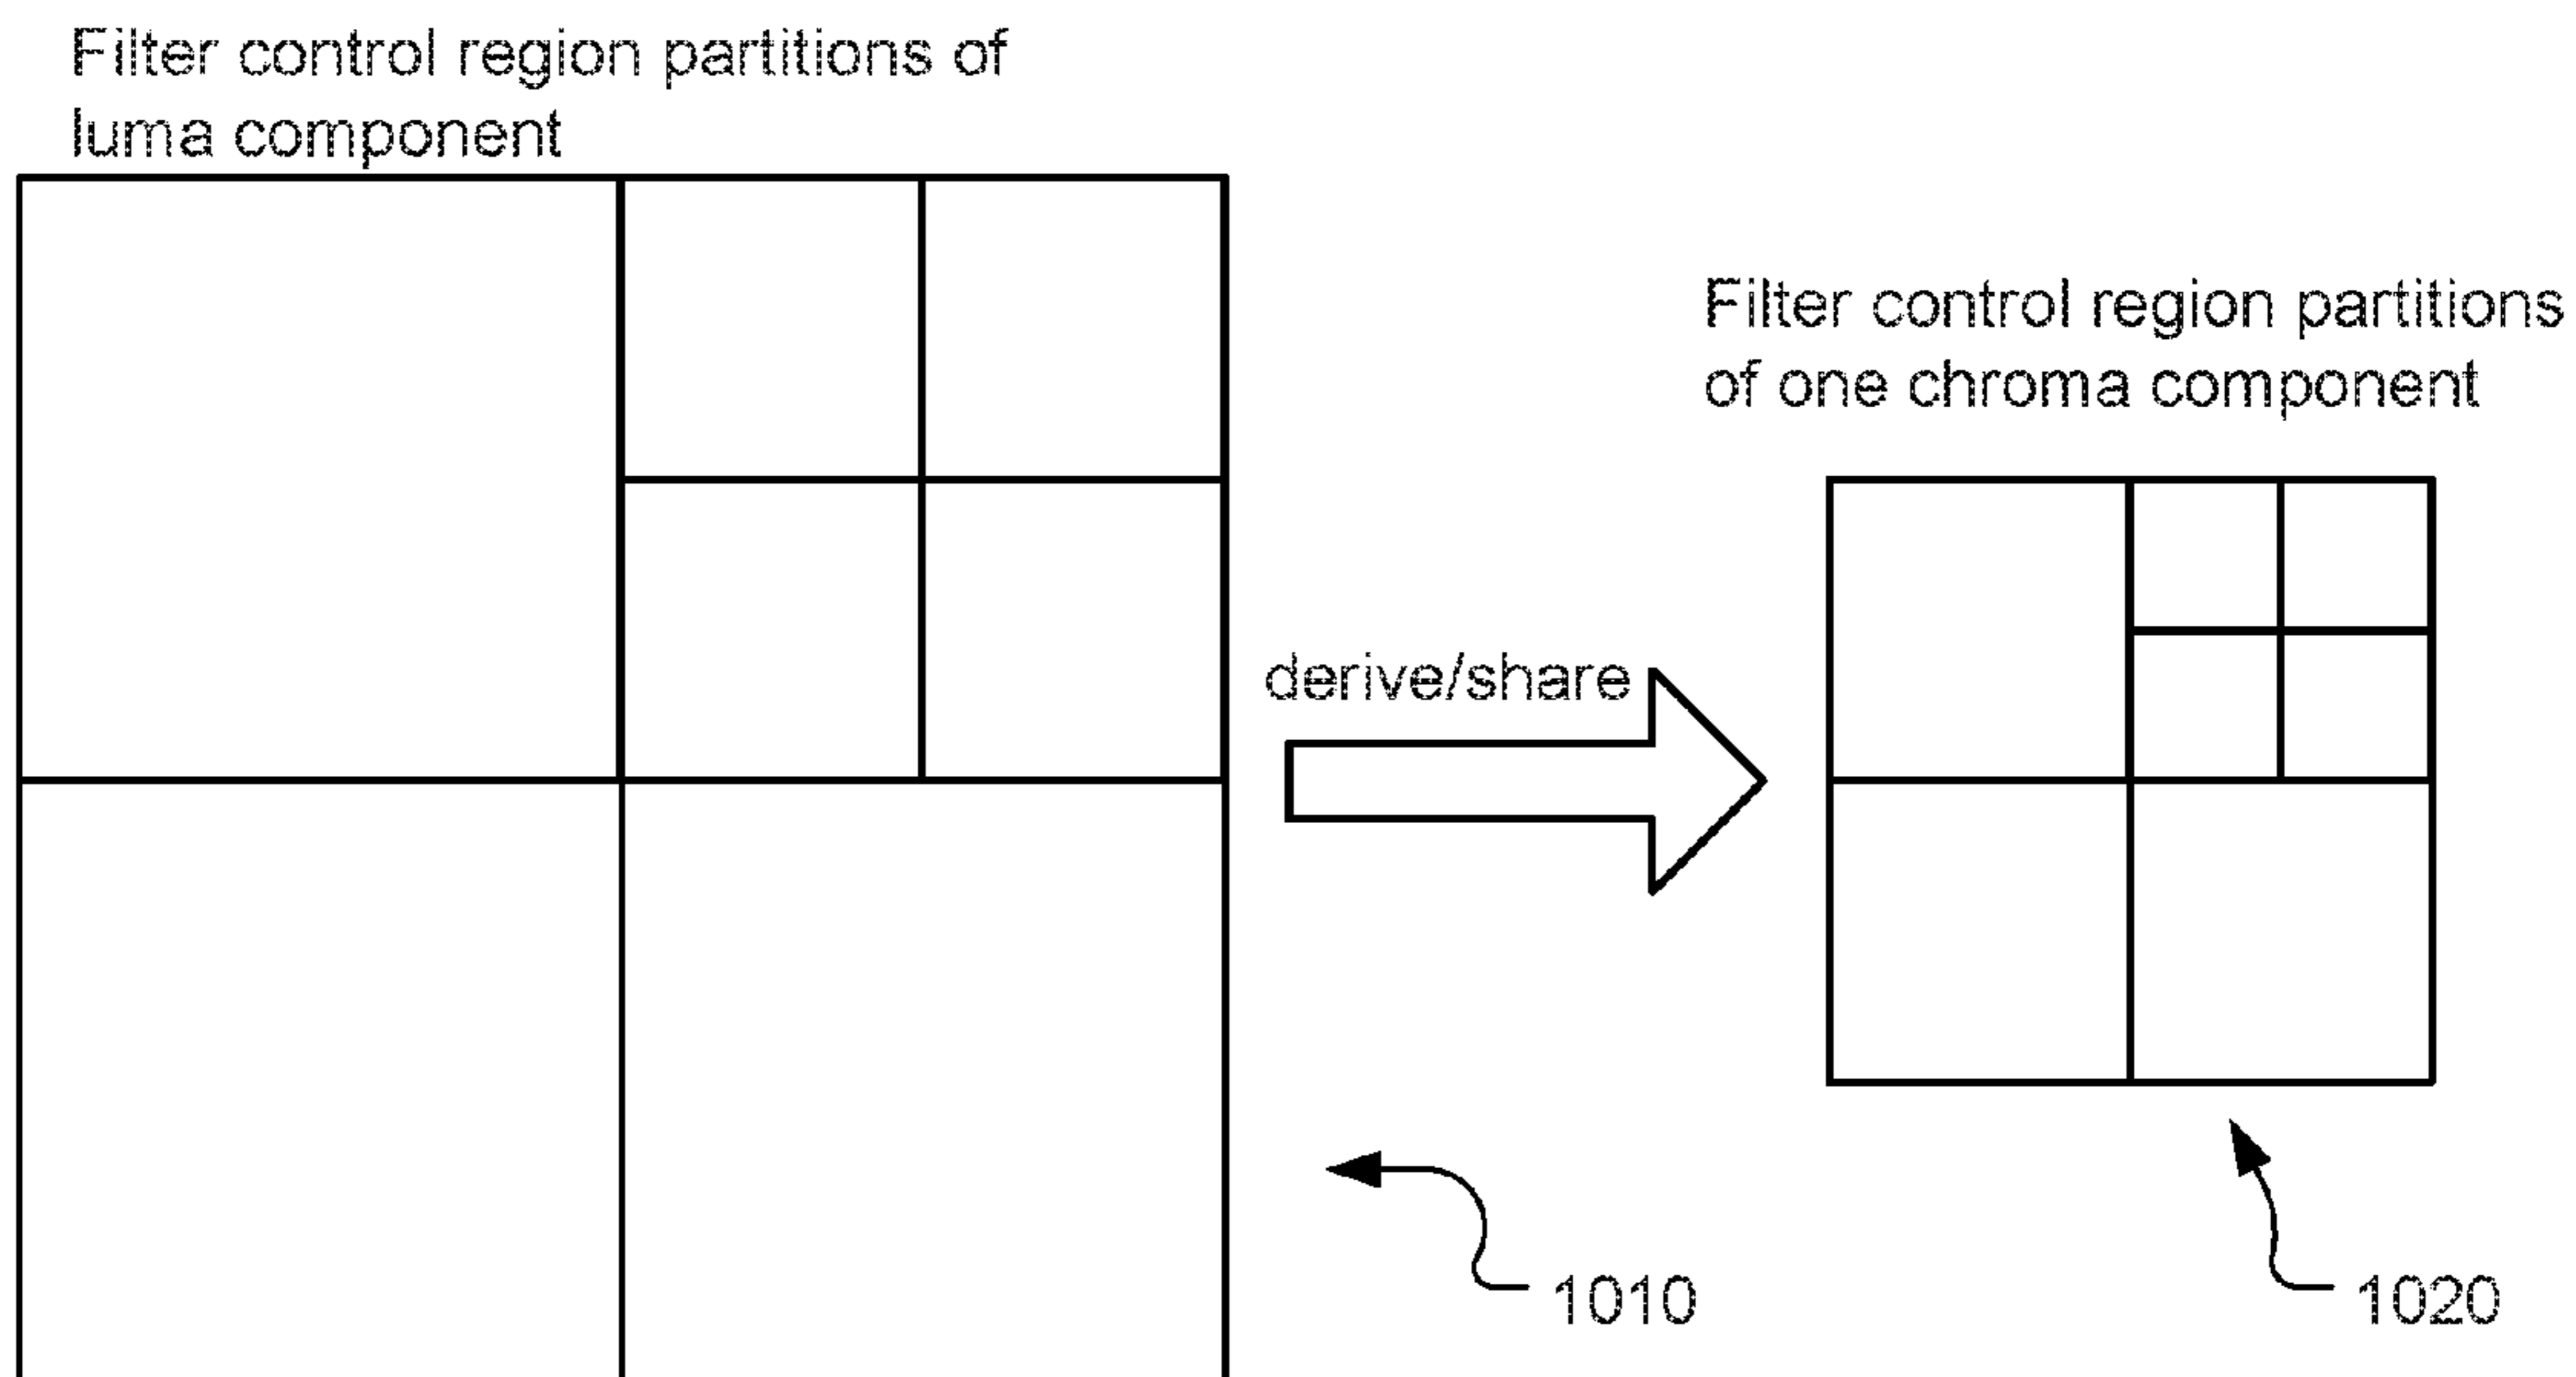 Filter control region partitions of
luma component
Filter control region partitions
of one chroma component
derive/share
1010
1020